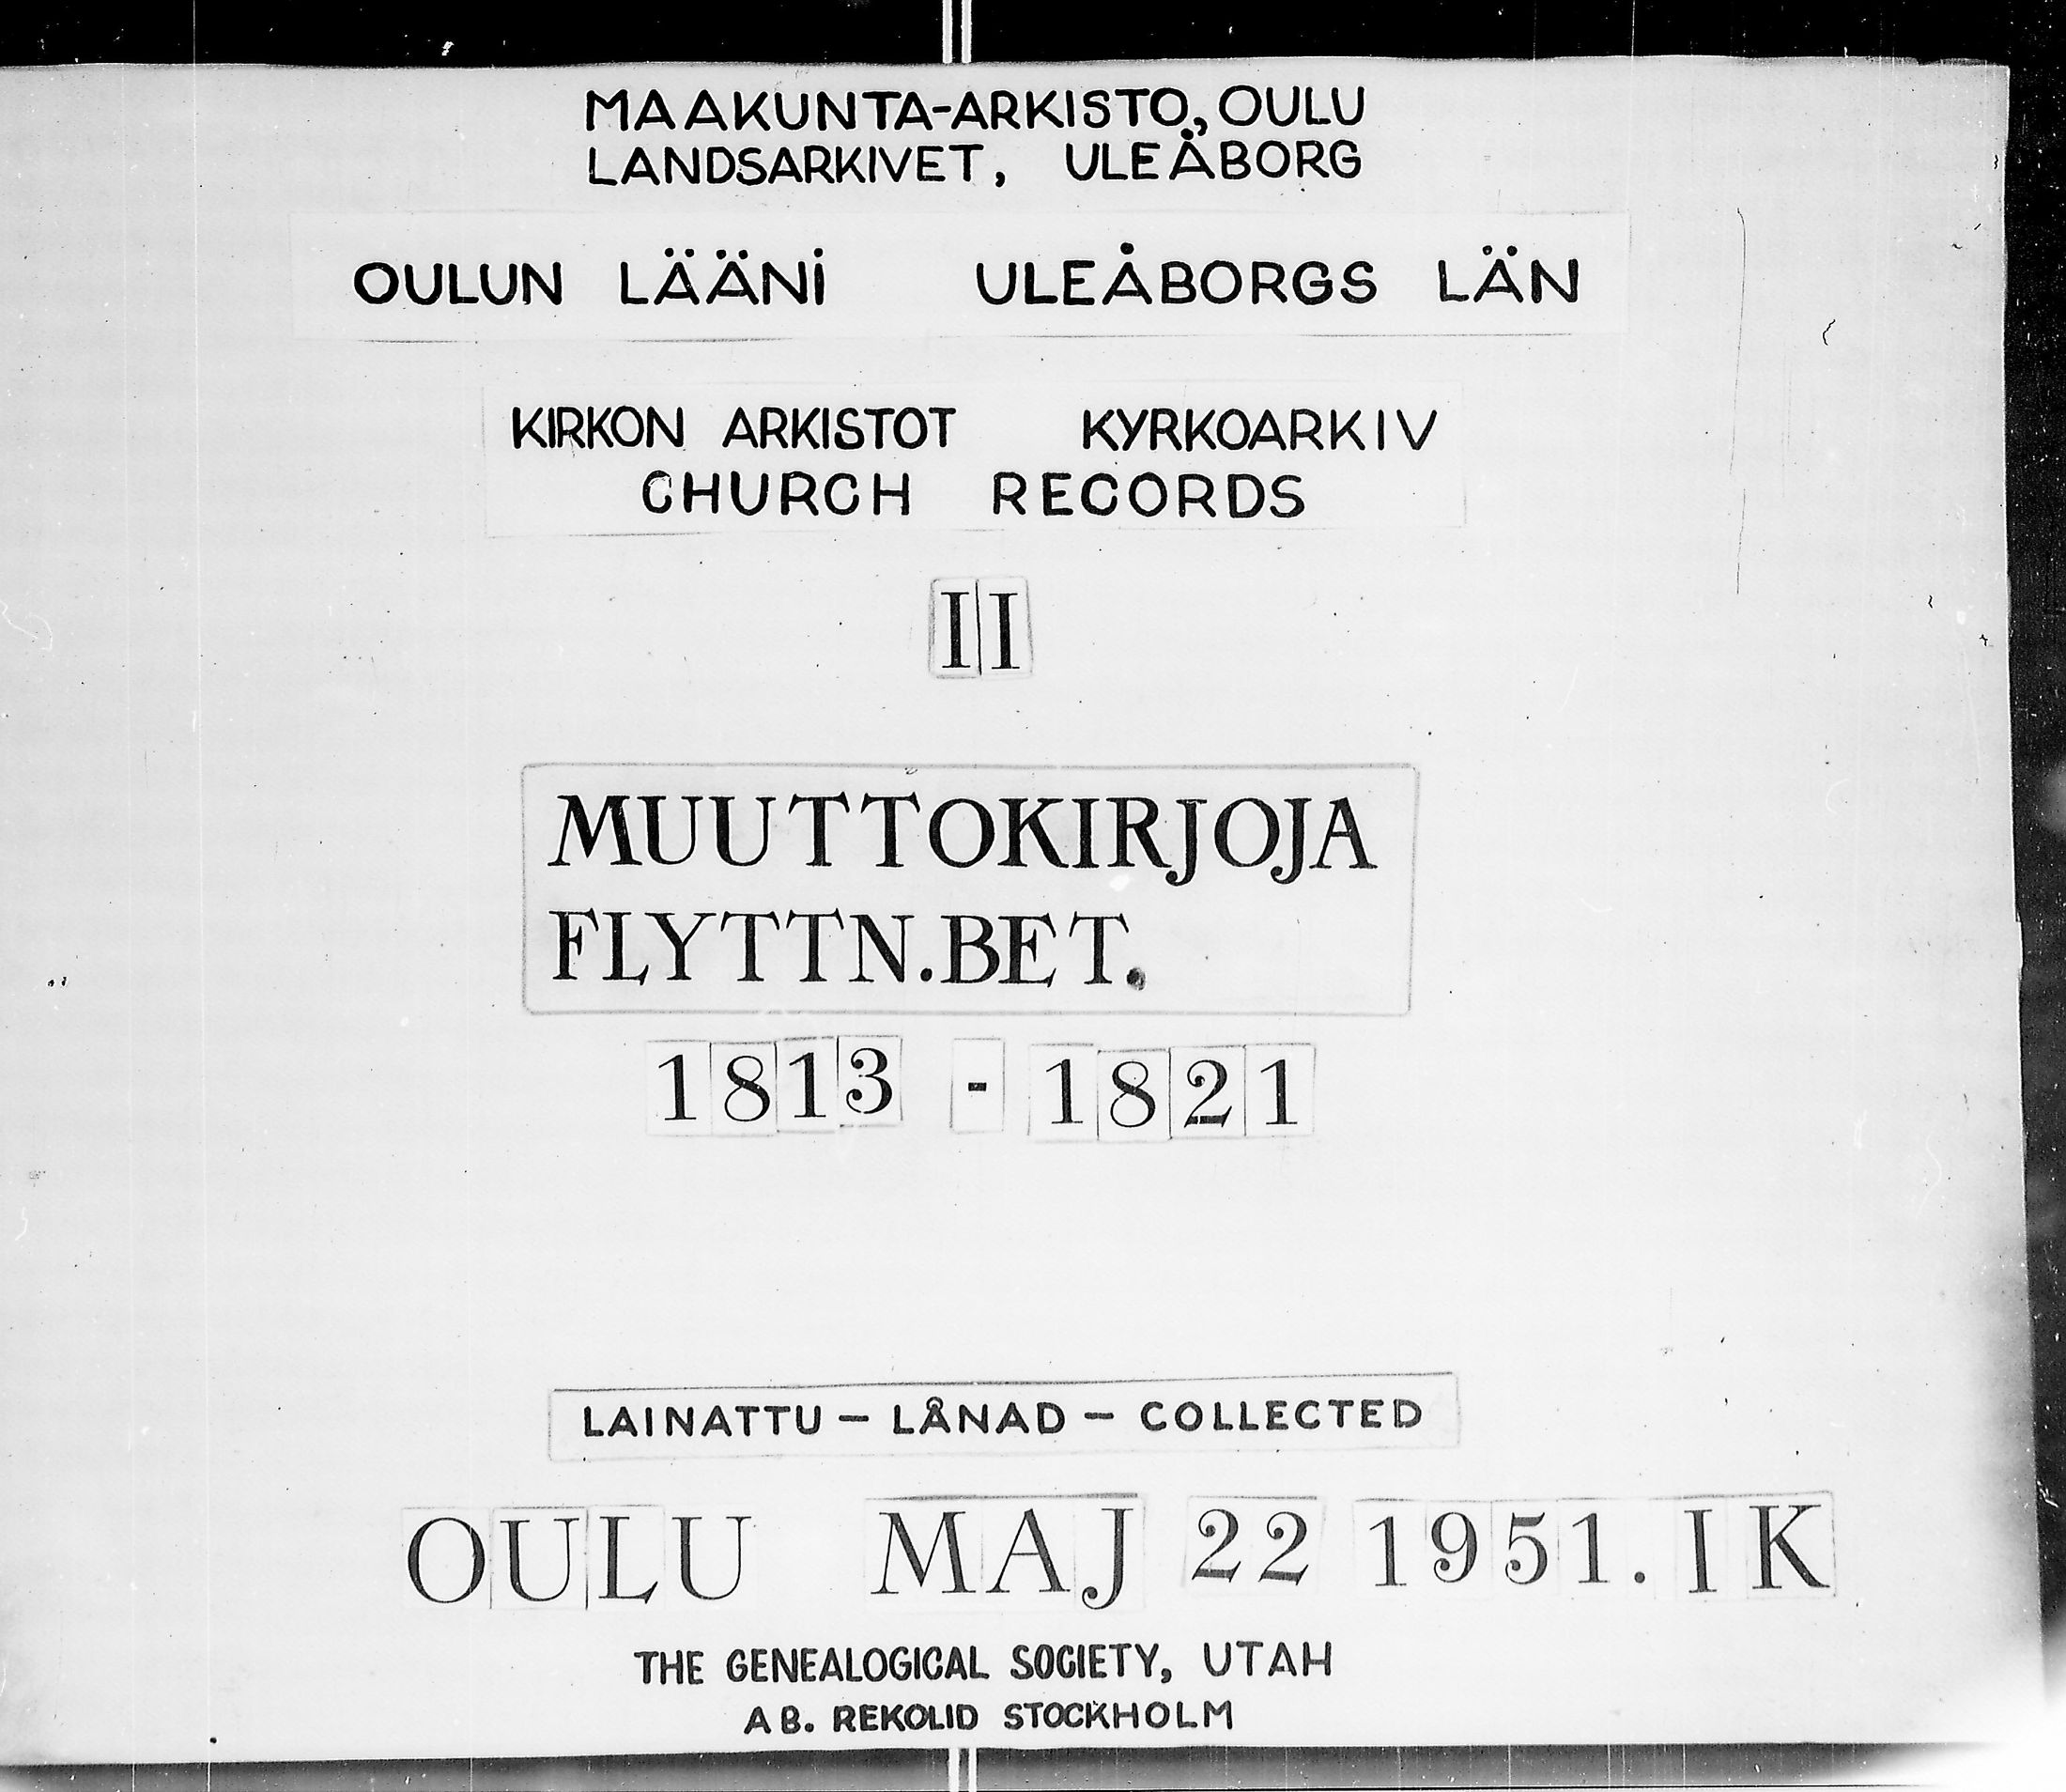 MAAKUNTA-ARKISTO, OULU
LANDSARKIVET, ULEÅBORG
OULUN LÄÄNI ULEÅBORGS LÄN
KIRKON ARKISTOT KYRKOARKIV
CHURCH RECORDS
II
MUUTTOKIRJOJA
FLYTTN.BET.
1813 - 1821
LAINATTU – LÅNAD – COLLECTED
OULU MAJ 22 1951. IK
THE GENEALOGICAL SOCIETY, UTAH
AB. REKOLID STOCKHOLM